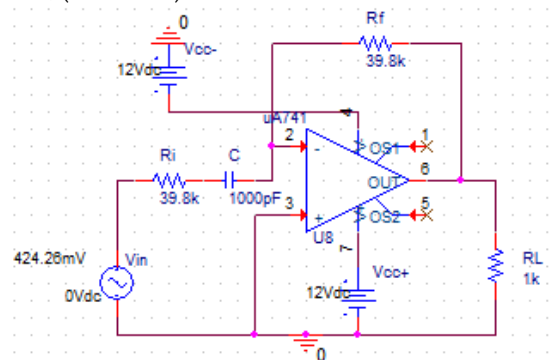 0
Rf
Vcc-
12Vdc
39.8k
4
uA741
Ri
C
2
-
OS1
1
39.8k
1000pF
OUT
6
3
+
OS2
5
U8
7
424.26mV
Vin
0Vdc
Vcc+
12Vdc
RL
1k
0